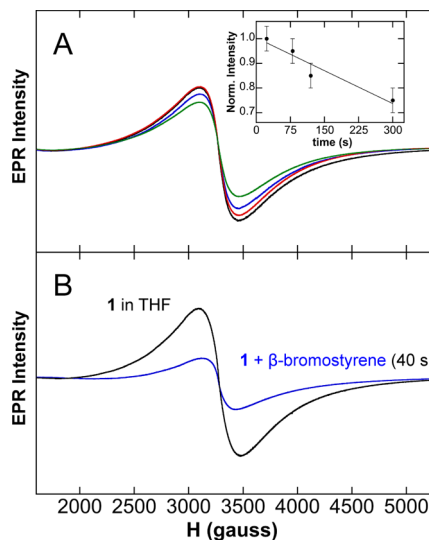 A
EPR Intensity
Norm. Intensity
1.0
0.9
0.8
0.7
0 75 150 225 300
time (s)
B
EPR Intensity
1 in THF
1 + β-bromostyrene (40 s
2000 2500 3000 3500 4000 4500 5000
H (gauss)